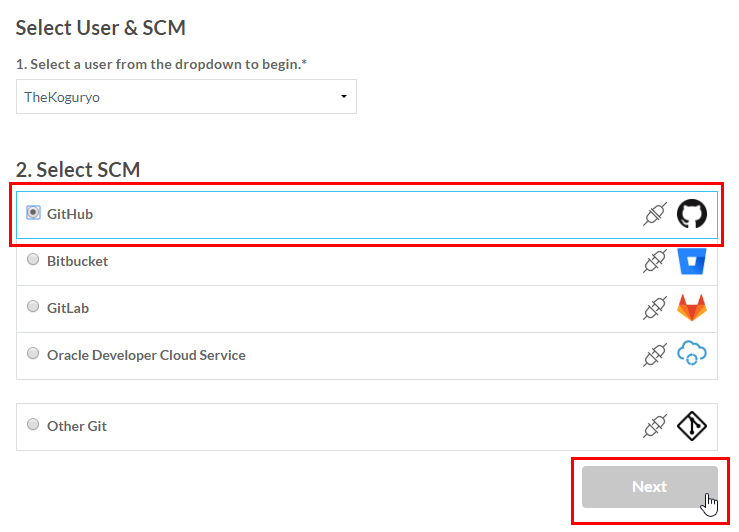 Select User & SCM
1. Select a user from the dropdown to begin.*
TheKoguryo
2. Select SCM
GitHub
Bitbucket
GitLab
Oracle Developer Cloud Service
Other Git
Next